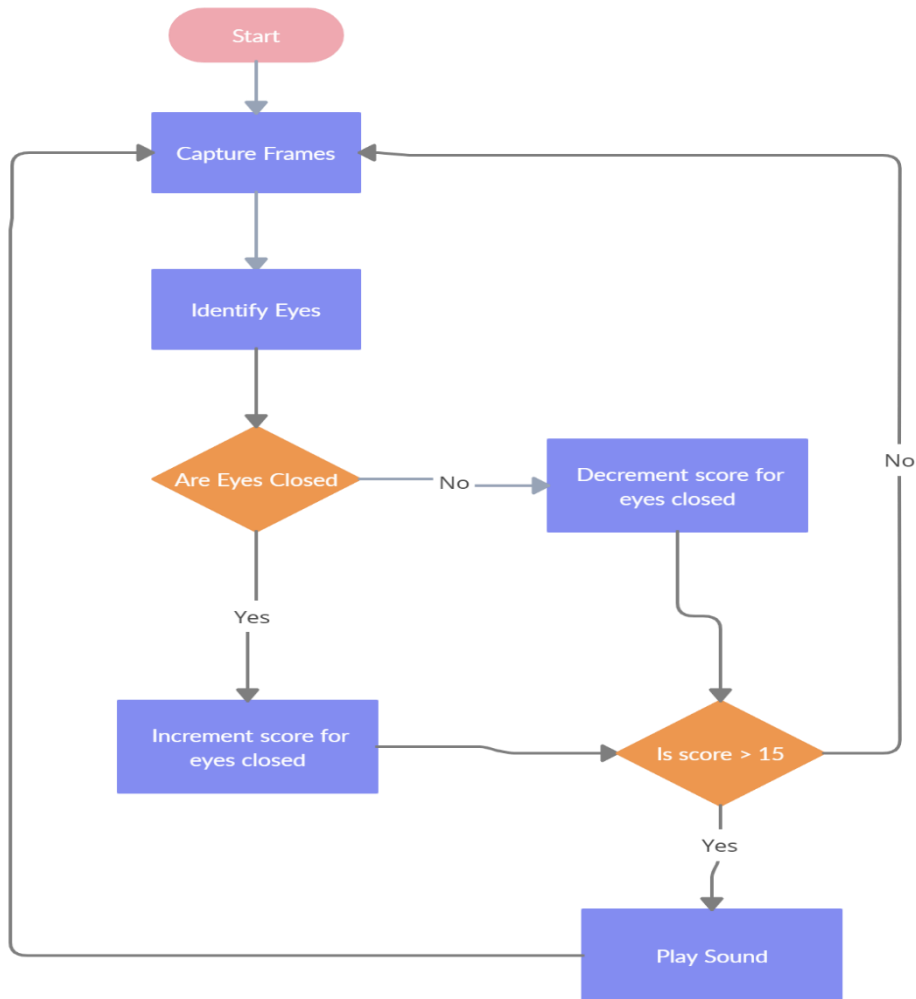 Start
Capture Frames
Identify Eyes
Are Eyes Closed
No
Decrement score for
eyes closed
No
Yes
Increment score for
eyes closed
Is score > 15
Yes
Play Sound